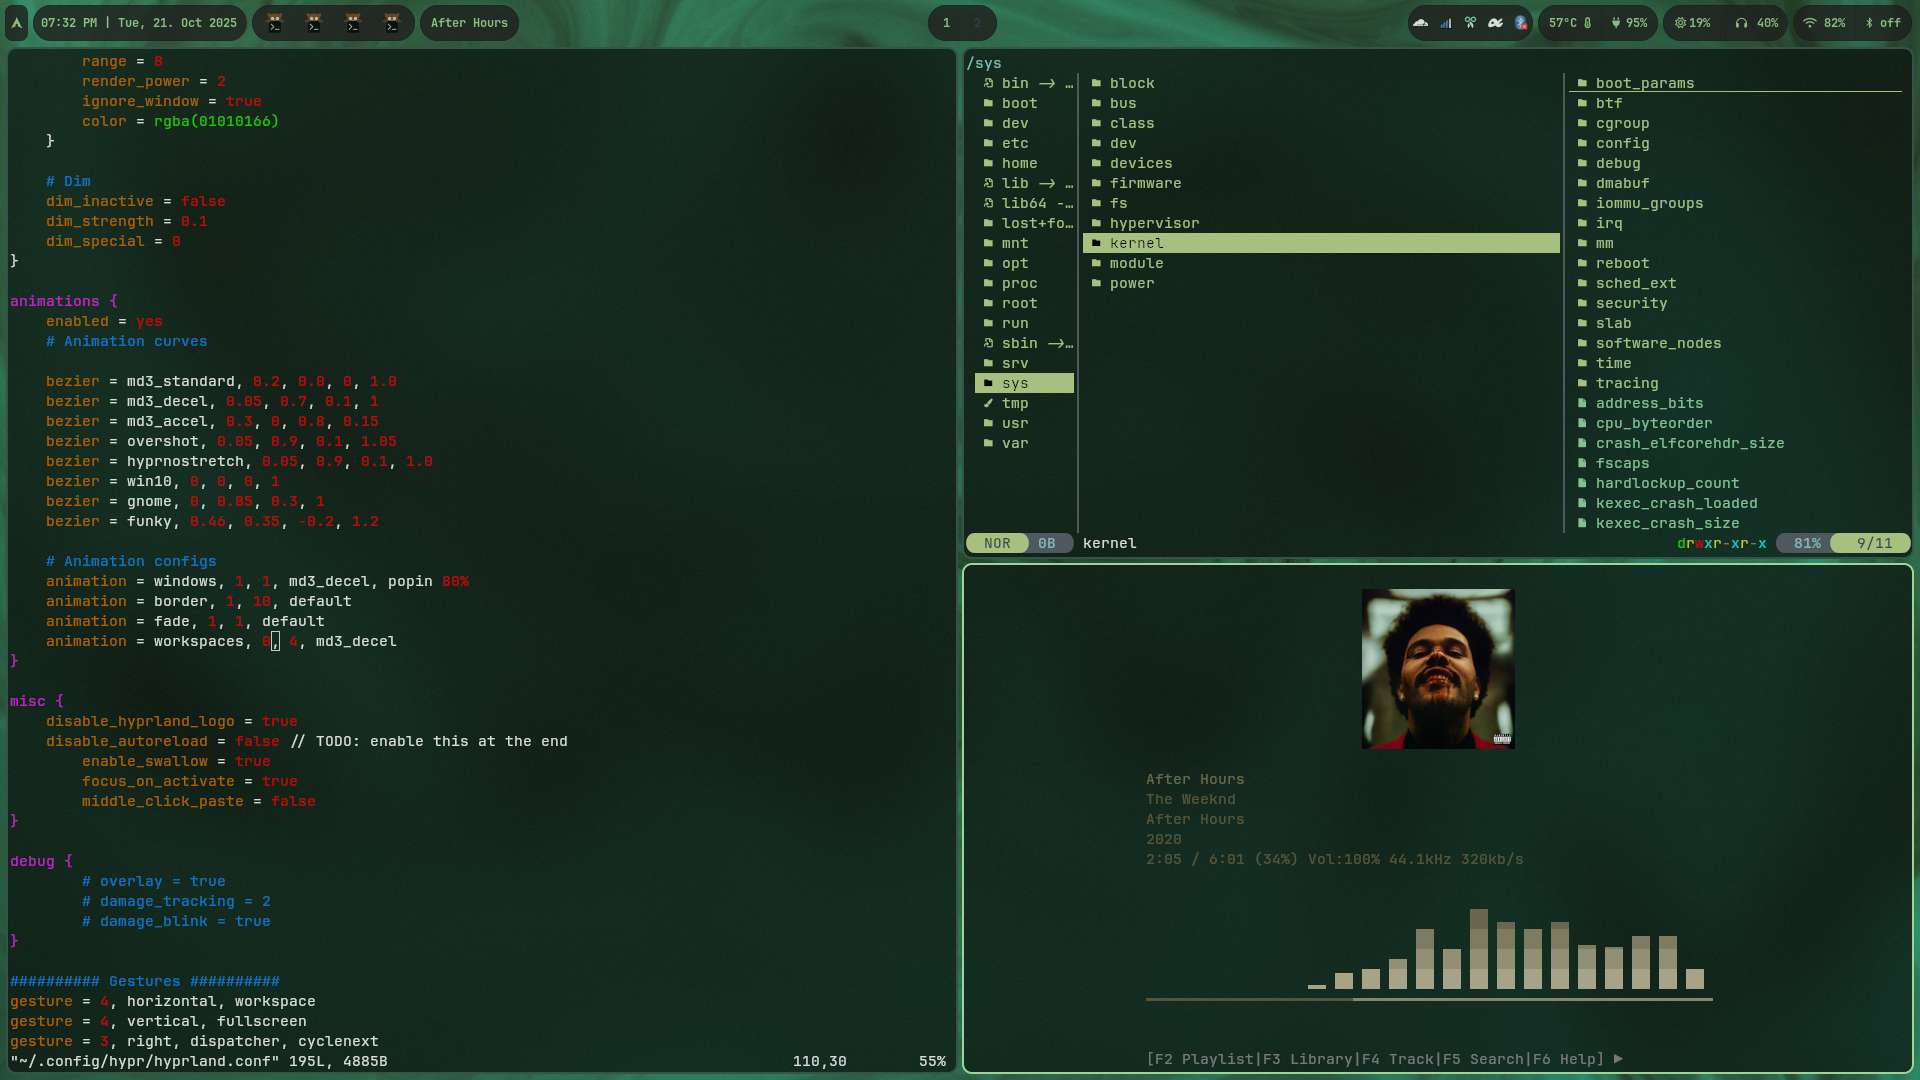 07:32 PM | Tue, 21. Oct 2025
After Hours
1 2
57°C 95% 19% 40% 82% off
range = 8
render_power = 2
ignore_window = true
color = rgba(01010166)
}
# Dim
dim_inactive = false
dim_strength = 0.1
dim_special = 0
}
animations {
enabled = yes
# Animation curves
bezier = md3_standard, 0.2, 0.0, 0, 1.0
bezier = md3_decel, 0.05, 0.7, 0.1, 1
bezier = md3_accel, 0.3, 0, 0.8, 0.15
bezier = overshot, 0.05, 0.9, 0.1, 1.05
bezier = hyprnostretch, 0.05, 0.9, 0.1, 1.0
bezier = win10, 0, 0, 0, 1
bezier = gnome, 0, 0.85, 0.3, 1
bezier = funky, 0.46, 0.35, -0.2, 1.2
# Animation configs
animation = windows, 1, 1, md3_decel, popin 80%
animation = border, 1, 10, default
animation = fade, 1, 1, default
animation = workspaces, 0, 4, md3_decel
}
misc {
disable_hyprland_logo = true
disable_autoreload = false // TODO: enable this at the end
enable_swallow = true
focus_on_activate = true
middle_click_paste = false
}
debug {
# overlay = true
# damage_tracking = 2
# damage_blink = true
}
########## Gestures ##########
gesture = 4, horizontal, workspace
gesture = 4, vertical, fullscreen
gesture = 3, right, dispatcher, cyclenext
"~/.config/hypr/hyprland.conf" 195L, 4885B 110,30 55%
/sys
bin -> …
boot
dev
etc
home
lib -> …
lib64 -…
lost+fo…
mnt
opt
proc
root
run
sbin ->…
srv
sys
tmp
usr
var
block
bus
class
dev
devices
firmware
fs
hypervisor
kernel
module
power
boot_params
btf
cgroup
config
debug
dmabuf
iommu_groups
irq
mm
reboot
sched_ext
security
slab
software_nodes
time
tracing
address_bits
cpu_byteorder
crash_elfcorehdr_size
fscaps
hardlockup_count
kexec_crash_loaded
kexec_crash_size
NOR 0B kernel drwxr-xr-x 81% 9/11
After Hours
The Weeknd
After Hours
2020
2:05 / 6:01 (34%) Vol:100% 44.1kHz 320kb/s
[F2 Playlist|F3 Library|F4 Track|F5 Search|F6 Help] ►